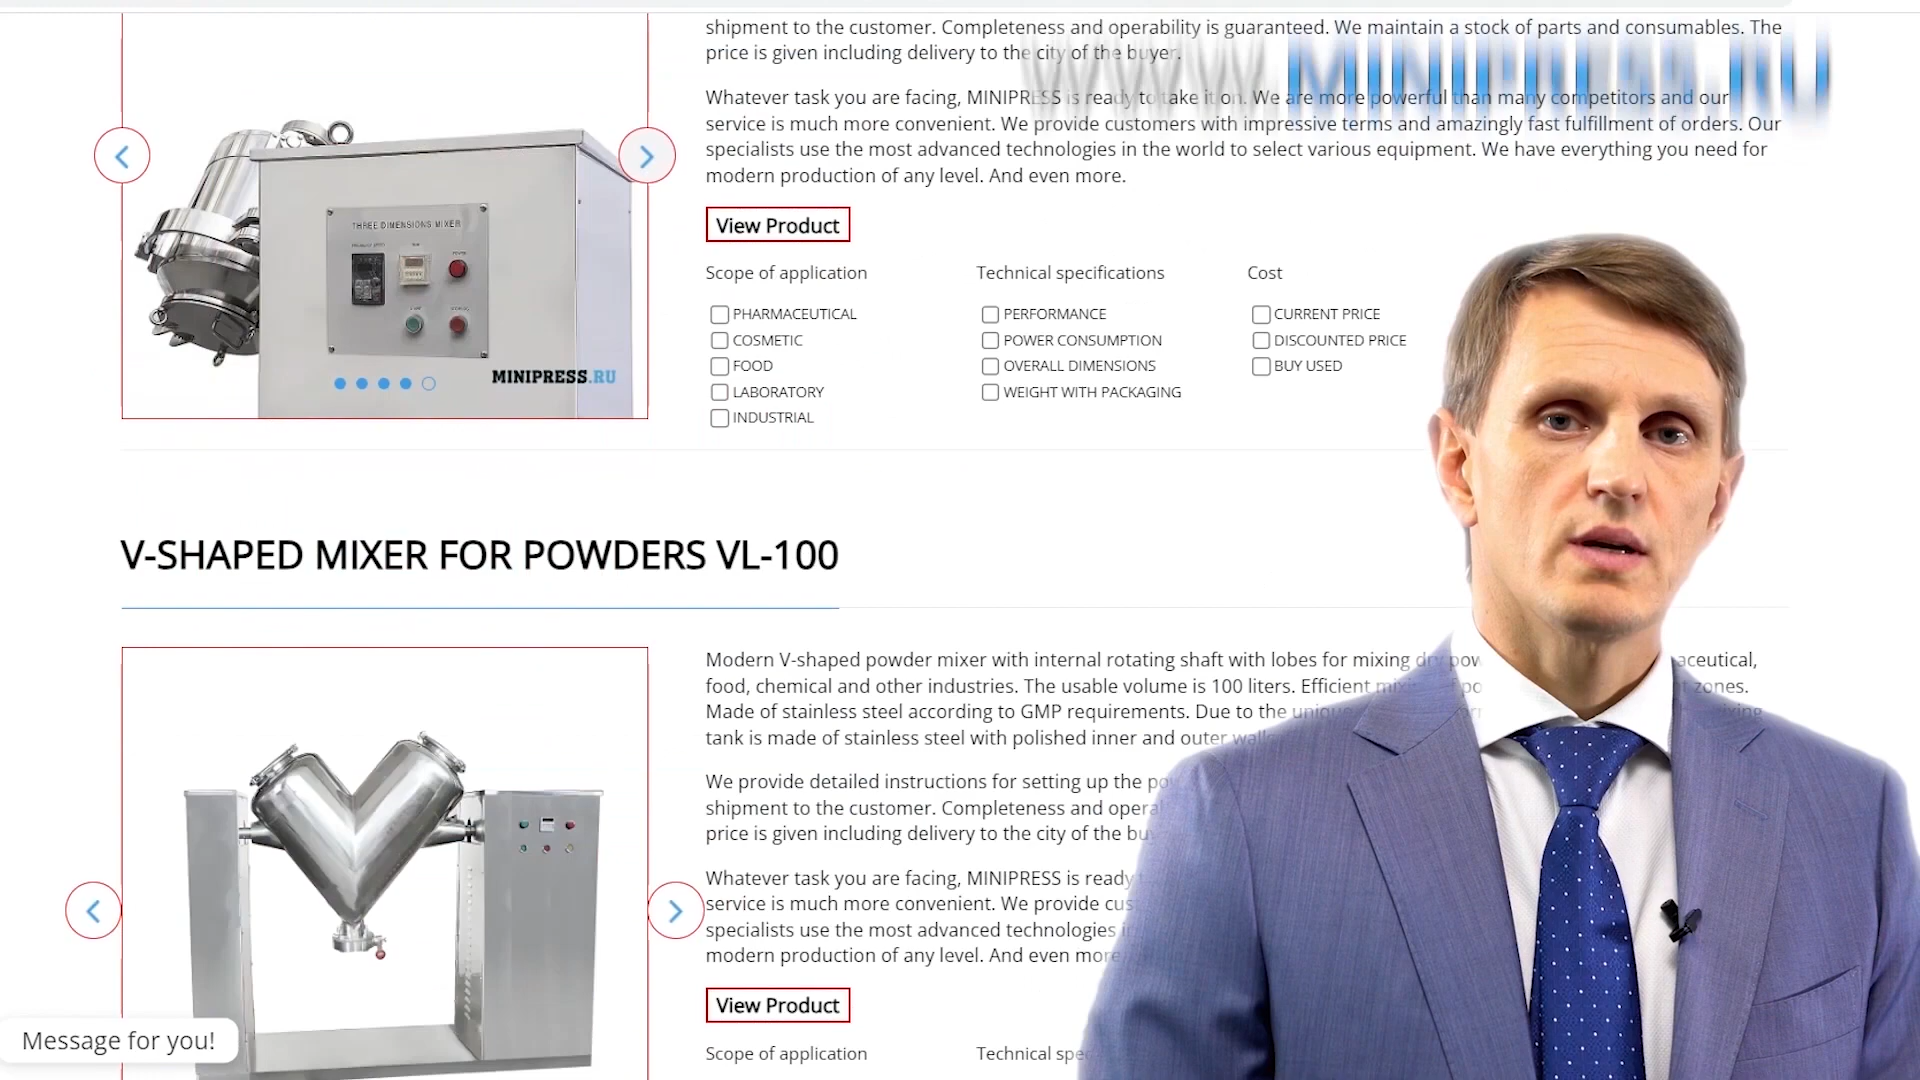 shipment to the customer. Completeness and operability is guaranteed. We maintain a stock of parts and consumables. The
price is given including delivery to the city of the buyer.
WWW.MINIPRESS.RU
Whatever task you are facing, MINIPRESS is ready to take it on. We are more powerful than many competitors and our
service is much more convenient. We provide customers with impressive terms and amazingly fast fulfillment of orders. Our
specialists use the most advanced technologies in the world to select various equipment. We have everything you need for
modern production of any level. And even more.
View Product
THREE DIMENSIONS MIXER
MINIPRESS.RU
Scope of application
PHARMACEUTICAL
COSMETIC
FOOD
LABORATORY
INDUSTRIAL
Technical specifications
PERFORMANCE
POWER CONSUMPTION
OVERALL DIMENSIONS
WEIGHT WITH PACKAGING
Cost
CURRENT PRICE
DISCOUNTED PRICE
BUY USED
V-SHAPED MIXER FOR POWDERS VL-100
Modern V-shaped powder mixer with internal rotating shaft with lobes for mixing dry
food, chemical and other industries. The usable volume is 100 liters. Efficient zones.
Made of stainless steel according to GMP requirements. Due to the
tank is made of stainless steel with polished inner and outer
We provide detailed instructions for setting up the
shipment to the customer. Completeness and
price is given including delivery to the city of the
Whatever task you are facing, MINIPRESS is ready
service is much more convenient. We provide
specialists use the most advanced technologies
modern production of any level. And even more
View Product
Scope of application
Technical
Message for you!